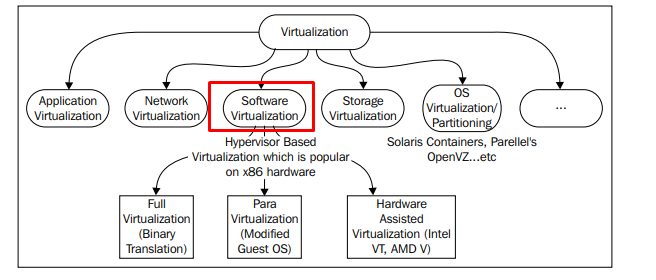 Virtualization
Application
Virtualization
Network
Virtualization
Software
Virtualization
Storage
Virtualization
OS
Virtualization/
Partitioning
...
Hypervisor Based
Virtualization which is popular
on x86 hardware
Solaris Containers, Parellel's
OpenVZ...etc
Full
Virtualization
(Binary
Translation)
Para
Virtualization
(Modified
Guest OS)
Hardware
Assisted
Virtualization (Intel
VT, AMD V)